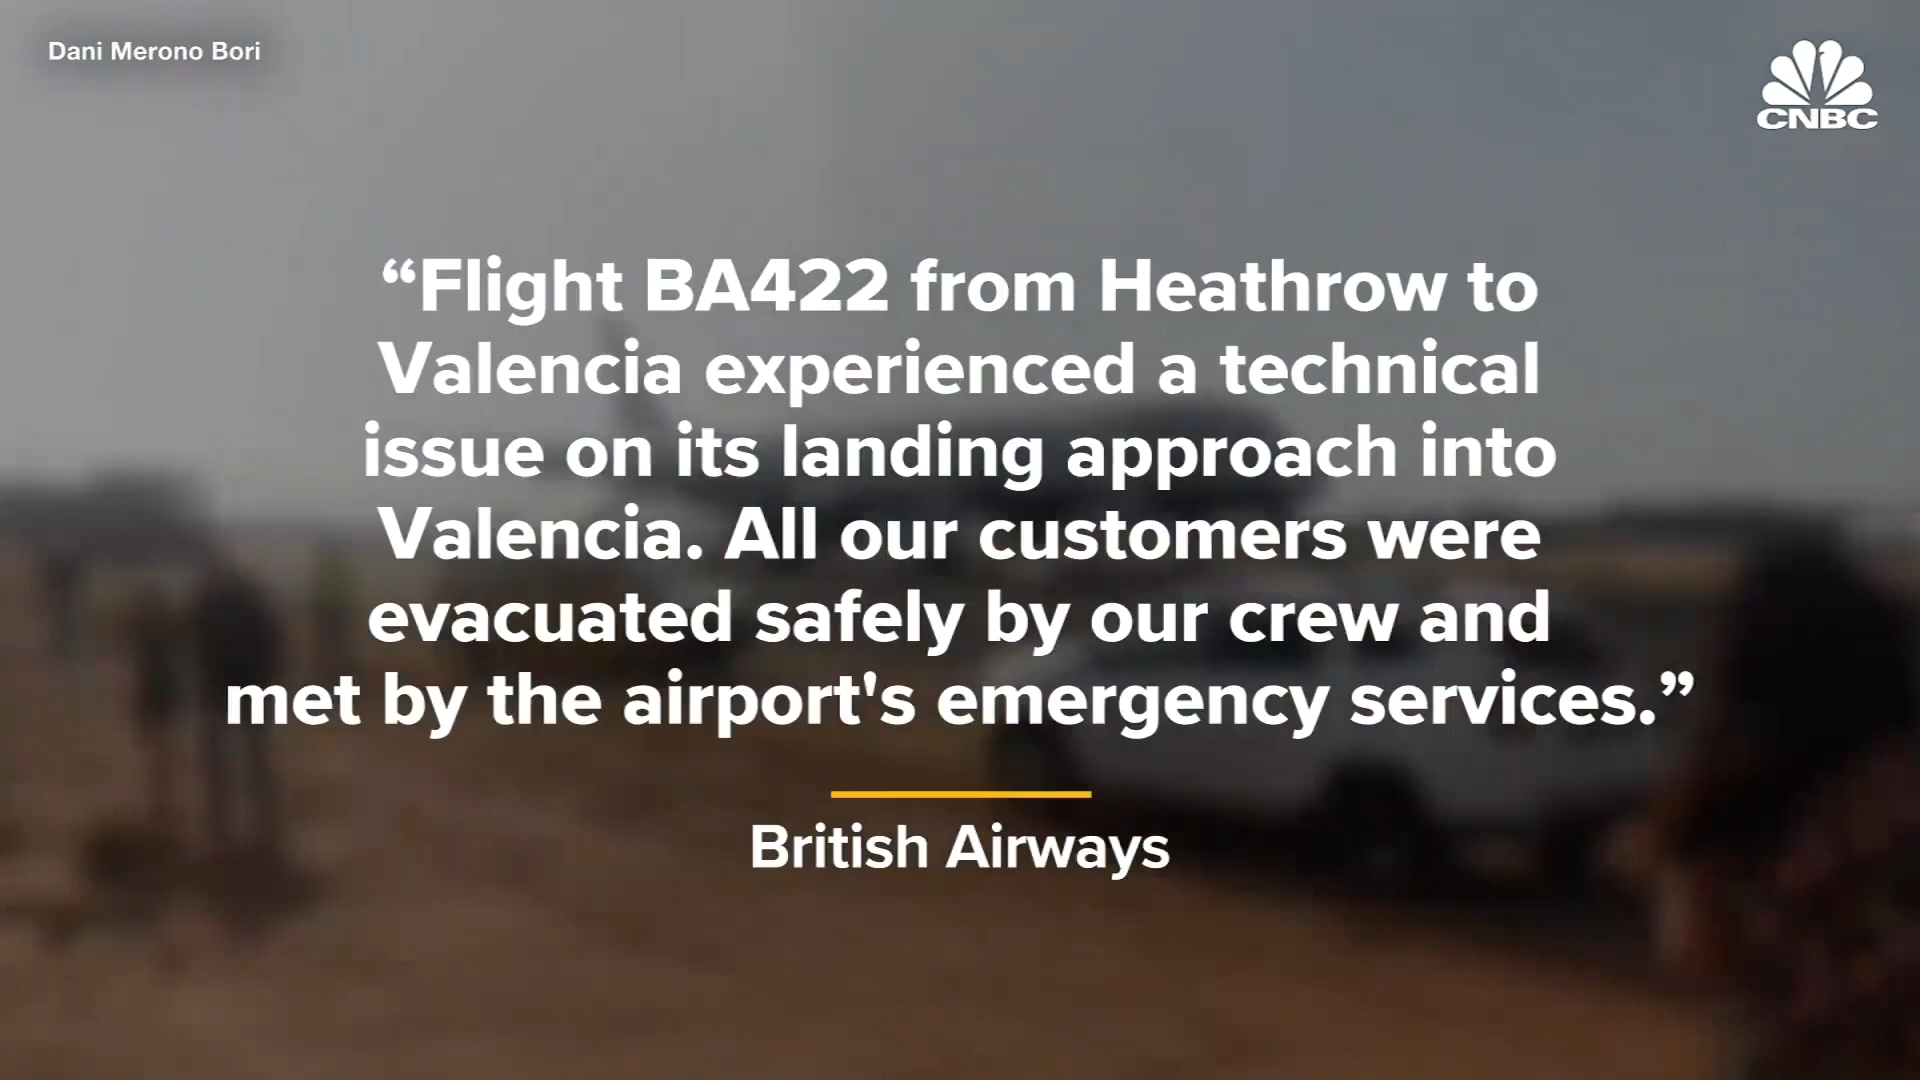 Dani Merono Bori
CNBC
“Flight BA422 from Heathrow to
Valencia experienced a technical
issue on its landing approach into
Valencia. All our customers were
evacuated safely by our crew and
met by the airport's emergency services.”
British Airways